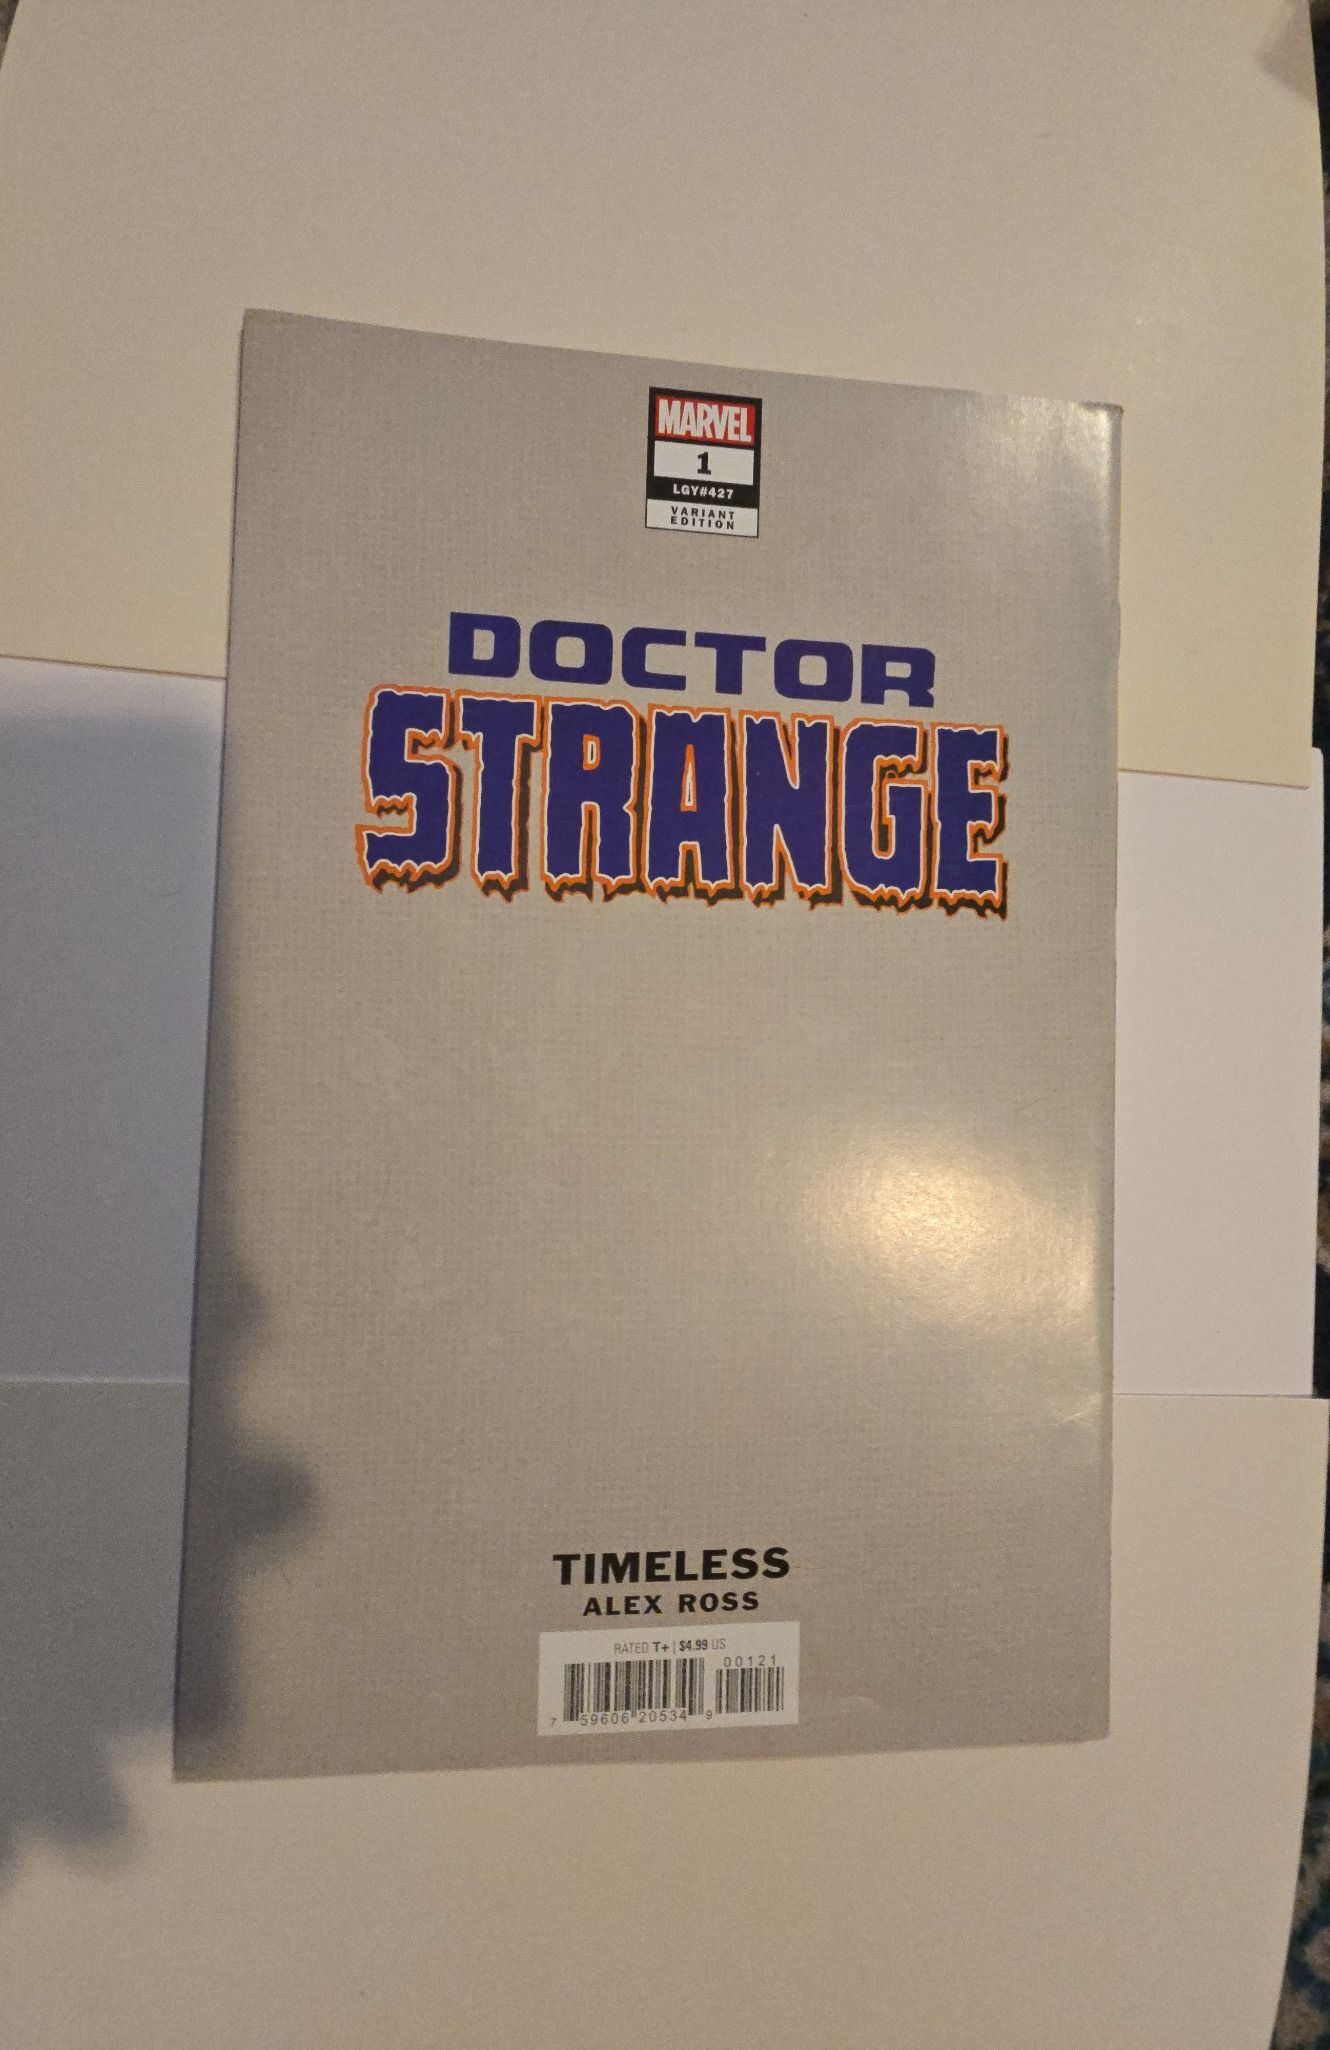 MARVEL
1
LGY#427
VARIANT
EDITION
DOCTOR
STRANGE
TIMELESS
ALEX ROSS
RATED T+ | $4.99 US
00121
7 59606 20534 9